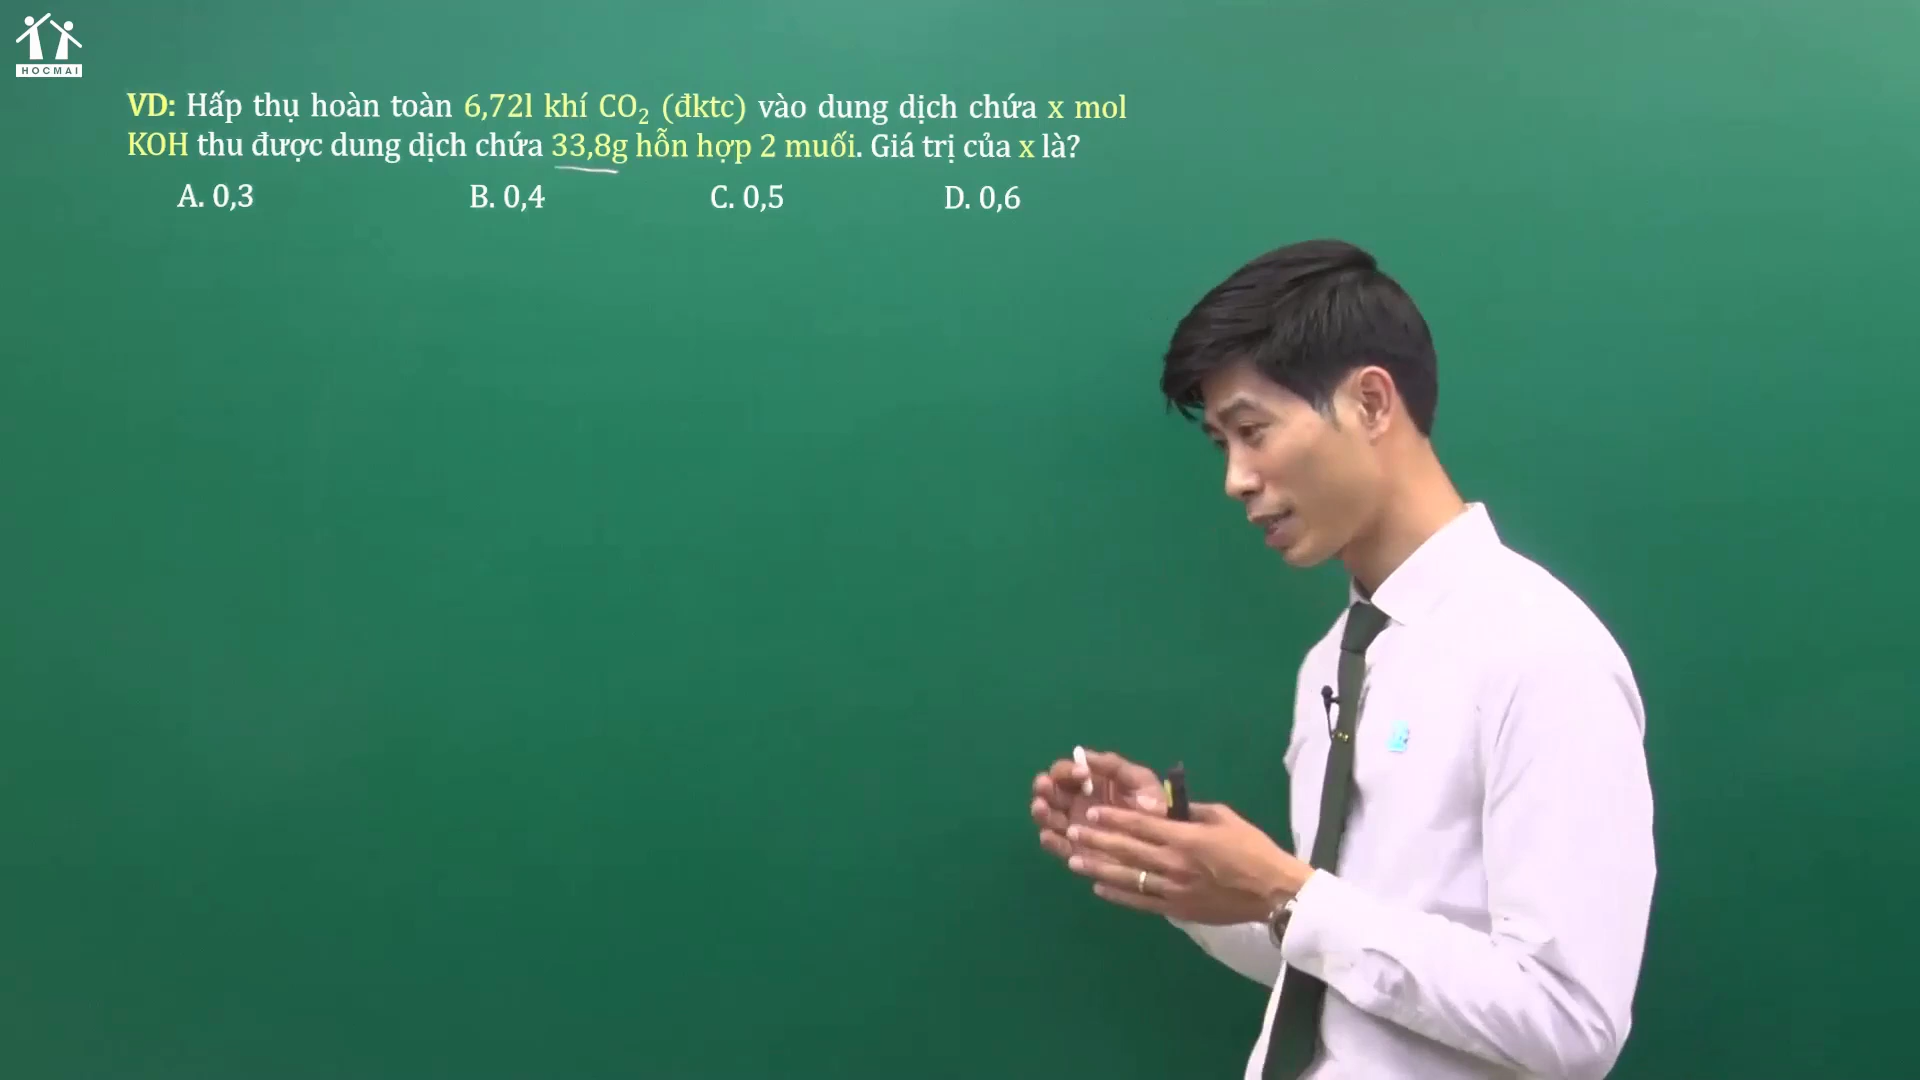 HOCMAI
VD: Hấp thụ hoàn toàn 6,72l khí CO₂ (đktc) vào dung dịch chứa x mol
KOH thu được dung dịch chứa 33,8g hỗn hợp 2 muối. Giá trị của x là?
A. 0,3 B. 0,4 C. 0,5 D. 0,6